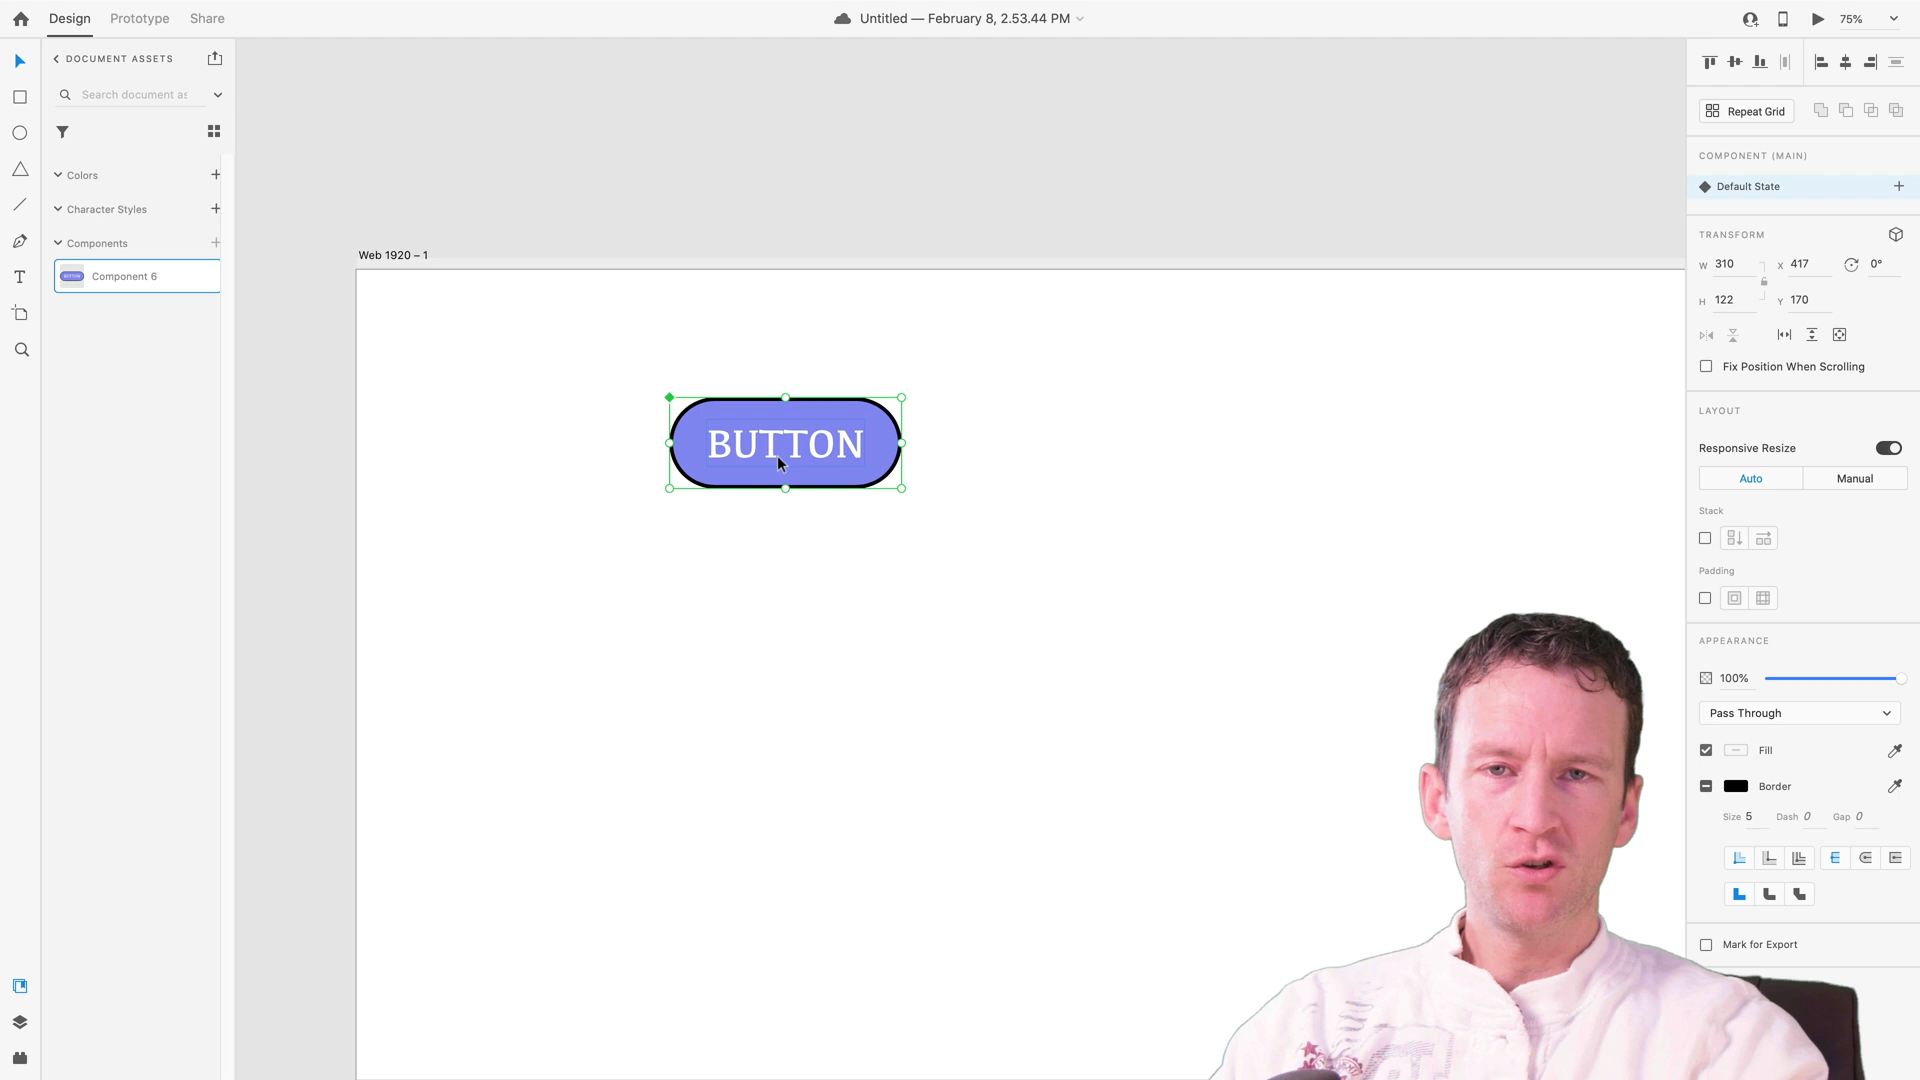 Design
Prototype
Share
Untitled — February 8, 2.53.44 PM
75%
DOCUMENT ASSETS
Search document as
Colors
Character Styles
Components
BUTTON
Component 6
Web 1920 – 1
BUTTON
Repeat Grid
COMPONENT (MAIN)
Default State
TRANSFORM
W 310
X 417
0°
H 122
Y 170
Fix Position When Scrolling
LAYOUT
Responsive Resize
Auto
Manual
Stack
Padding
APPEARANCE
100%
Pass Through
Fill
Border
Size 5
Dash 0
Gap 0
Mark for Export